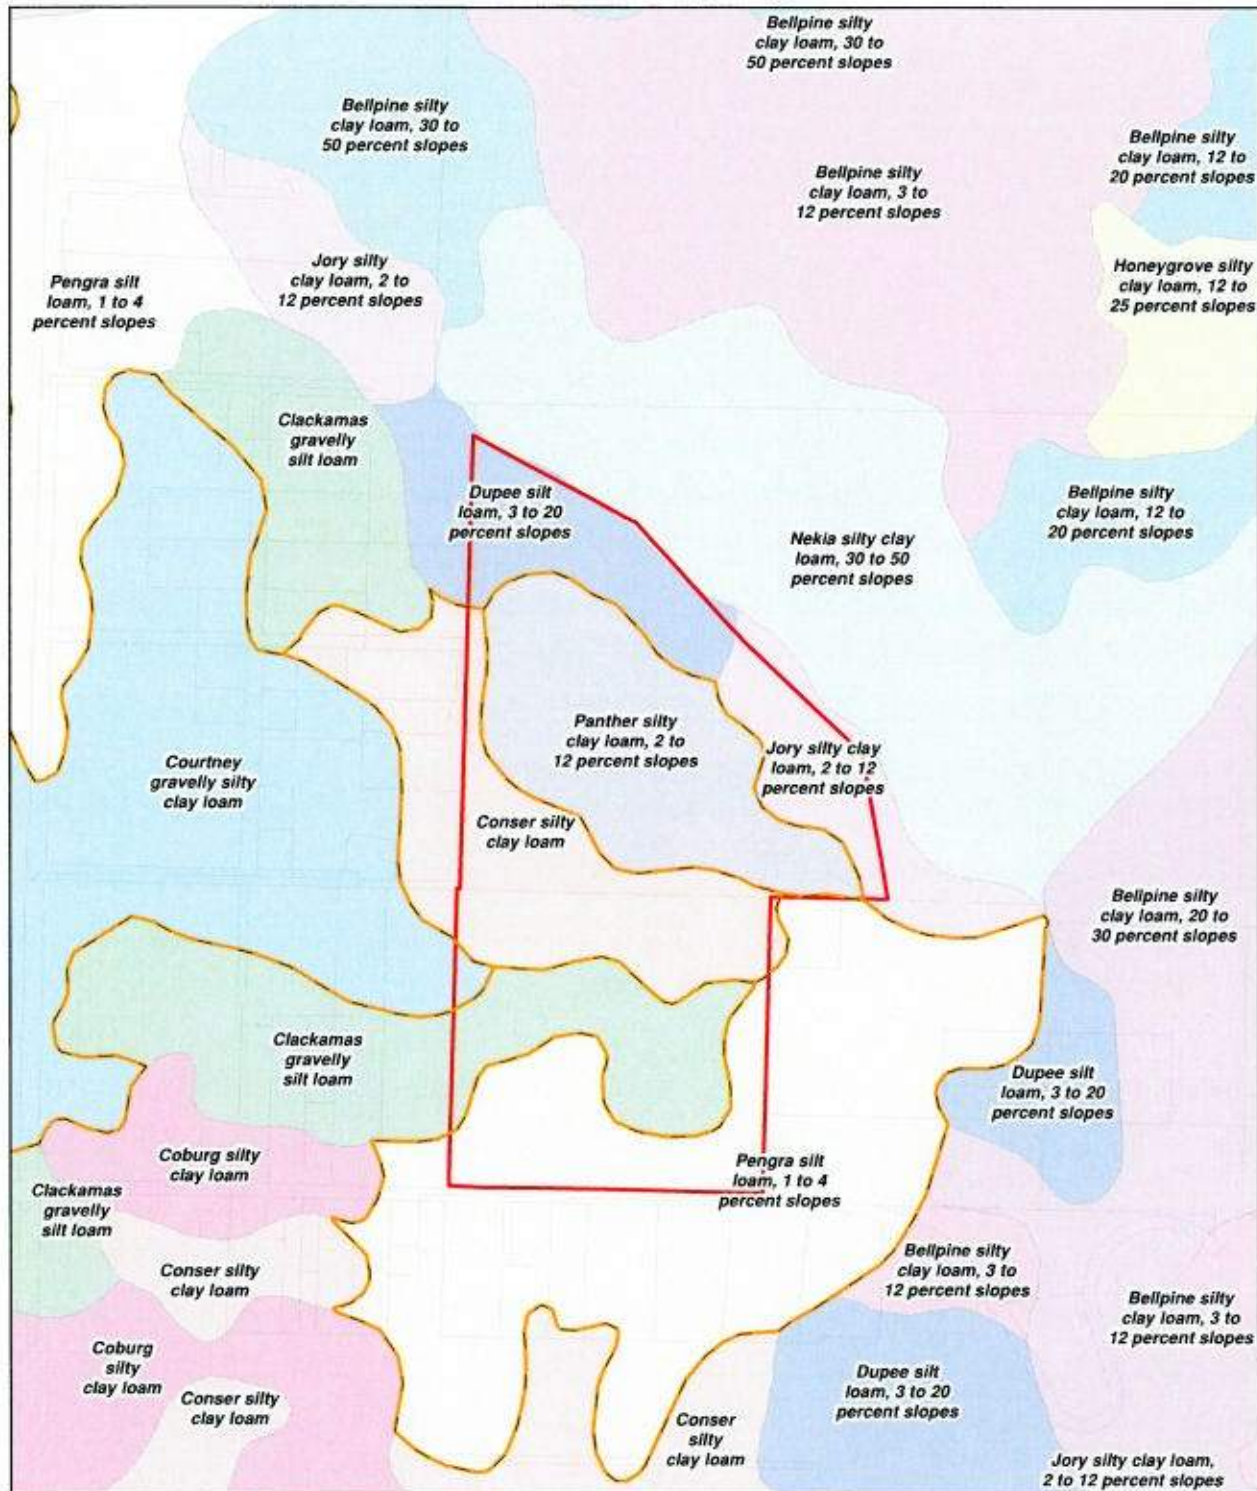 Bellpine silty
clay loam, 30 to
50 percent slopes
Bellpine silty
clay loam, 30 to
50 percent slopes
Bellpine silty
clay loam, 12 to
20 percent slopes
Bellpine silty
clay loam, 3 to
12 percent slopes
Jory silty
clay loam, 2 to
12 percent slopes
Pengra silt
loam, 1 to 4
percent slopes
Honeygrove silty
clay loam, 12 to
25 percent slopes
Clackamas
gravelly
silt loam
Dupee silt
loam, 3 to 20
percent slopes
Bellpine silty
clay loam, 12 to
20 percent slopes
Nekia silty clay
loam, 30 to 50
percent slopes
Panther silty
clay loam, 2 to
12 percent slopes
Courtney
gravelly silty
clay loam
Jory silty clay
loam, 2 to 12
percent slopes
Conser silty
clay loam
Bellpine silty
clay loam, 20 to
30 percent slopes
Clackamas
gravelly
silt loam
Dupee silt
loam, 3 to 20
percent slopes
Coburg silty
clay loam
Pengra silt
loam, 1 to 4
percent slopes
Clackamas
gravelly
silt loam
Conser silty
clay loam
Bellpine silty
clay loam, 3 to
12 percent slopes
Bellpine silty
clay loam, 3 to
12 percent slopes
Coburg
silty
clay loam
Conser silty
clay loam
Dupee silt
loam, 3 to 20
percent slopes
Conser
silty
clay loam
Jory silty clay loam,
2 to 12 percent slopes